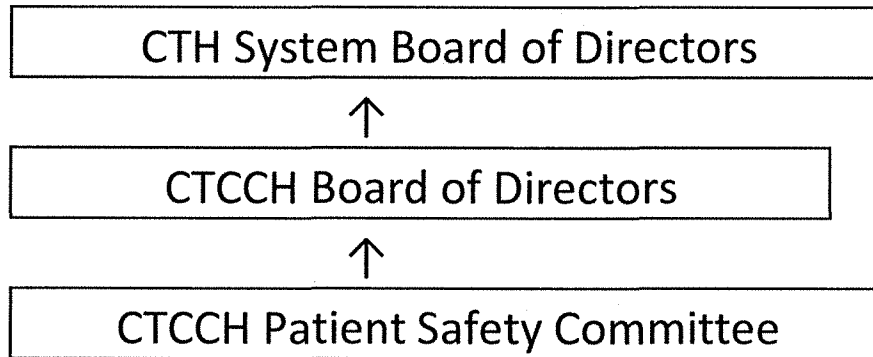 CTH System Board of Directors
↑
CTCCH Board of Directors
↑
CTCCH Patient Safety Committee